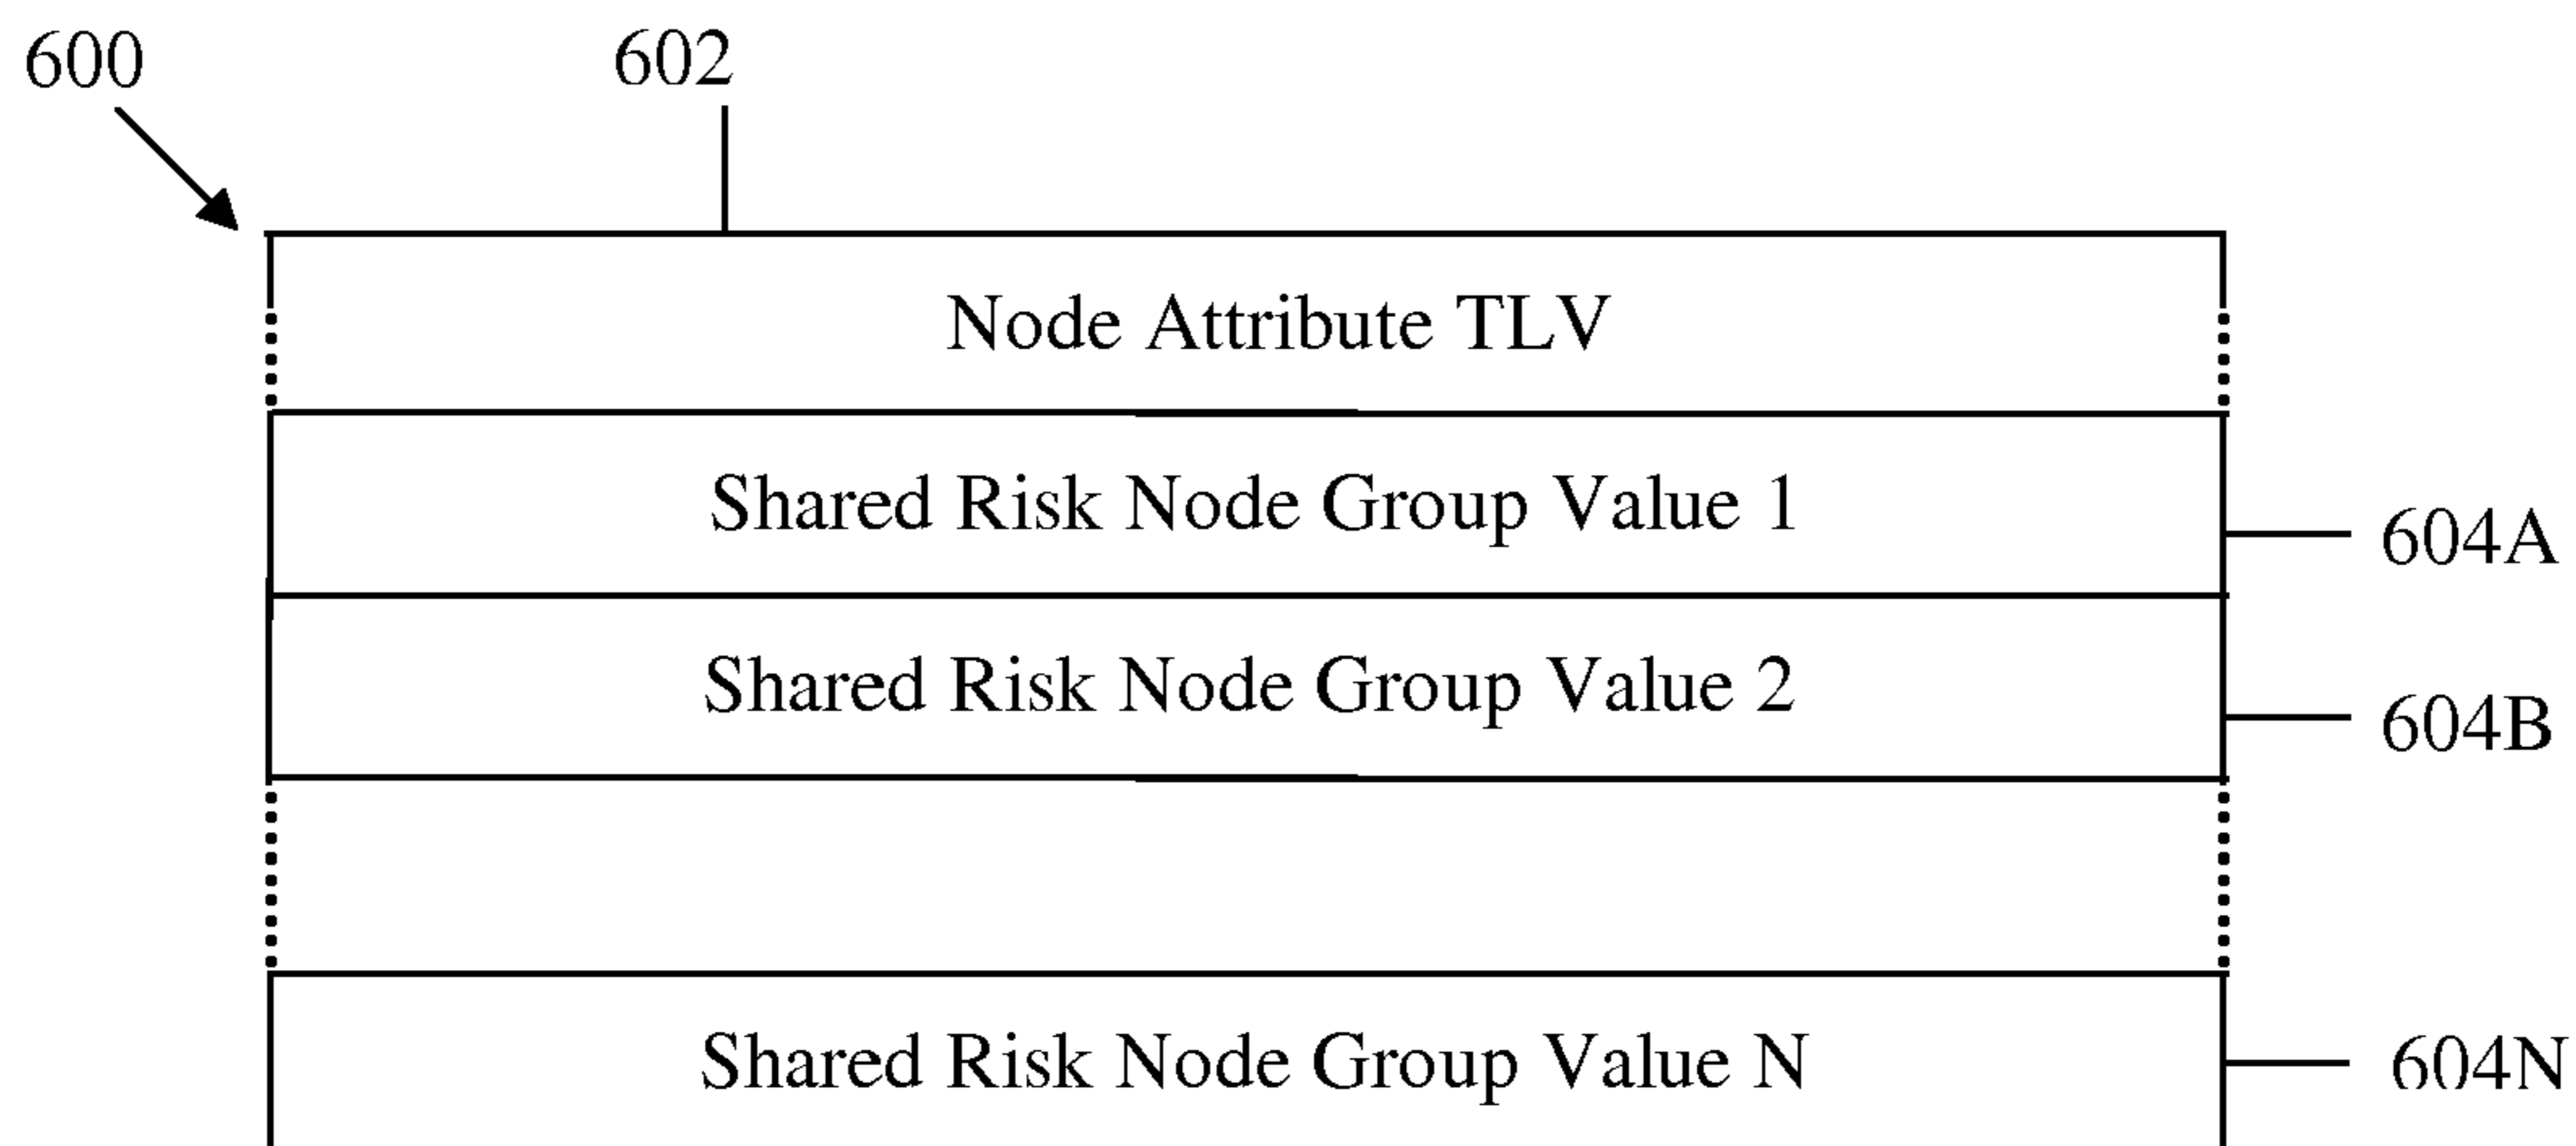 600
602
Node Attribute TLV
Shared Risk Node Group Value 1
604A
Shared Risk Node Group Value 2
604B
Shared Risk Node Group Value N
604N